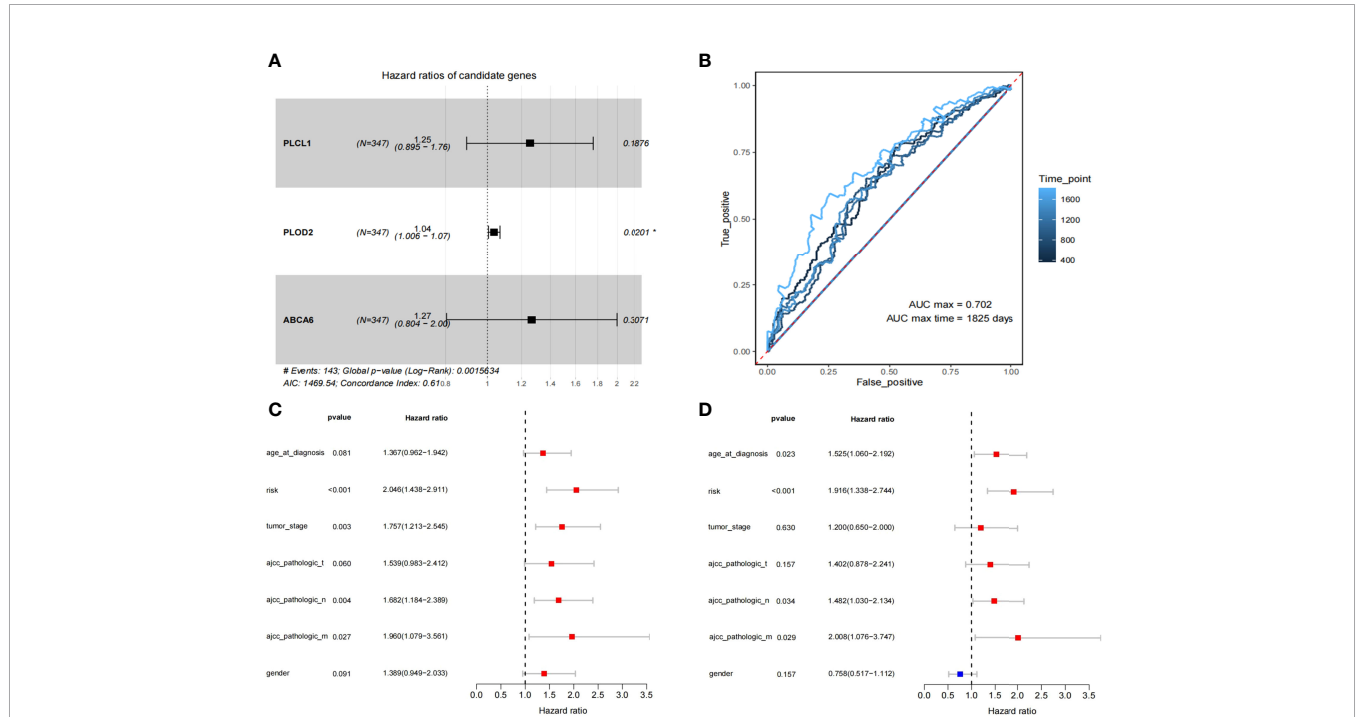 A
Hazard ratios of candidate genes
PLCL1 (N=347) 1.25 (0.895 − 1.76) 0.1876
PLOD2 (N=347) 1.04 (1.006 − 1.07) 0.0201 *
ABCA6 (N=347) 1.27 (0.804 − 2.00) 0.3071
# Events: 143; Global p−value (Log−Rank): 0.0015634
AIC: 1469.54; Concordance Index: 0.61
0.8 1 1.2 1.4 1.6 1.8 2 22
B
True_positive
1.00
0.75
0.50
0.25
0.00
0.00 0.25 0.50 0.75 1.00
False_positive
AUC max = 0.702
AUC max time = 1825 days
Time_point
1600
1200
800
400
C
pvalue Hazard ratio
age_at_diagnosis 0.081 1.367(0.962−1.942)
risk <0.001 2.046(1.438−2.911)
tumor_stage 0.003 1.757(1.213−2.545)
ajcc_pathologic_t 0.060 1.539(0.983−2.412)
ajcc_pathologic_n 0.004 1.682(1.184−2.389)
ajcc_pathologic_m 0.027 1.960(1.079−3.561)
gender 0.091 1.389(0.949−2.033)
0.0 0.5 1.0 1.5 2.0 2.5 3.0 3.5
Hazard ratio
D
pvalue Hazard ratio
age_at_diagnosis 0.023 1.525(1.060−2.192)
risk <0.001 1.916(1.338−2.744)
tumor_stage 0.630 1.200(0.650−2.000)
ajcc_pathologic_t 0.157 1.402(0.878−2.241)
ajcc_pathologic_n 0.034 1.482(1.030−2.134)
ajcc_pathologic_m 0.029 2.008(1.076−3.747)
gender 0.157 0.758(0.517−1.112)
0.0 0.5 1.0 1.5 2.0 2.5 3.0 3.5
Hazard ratio